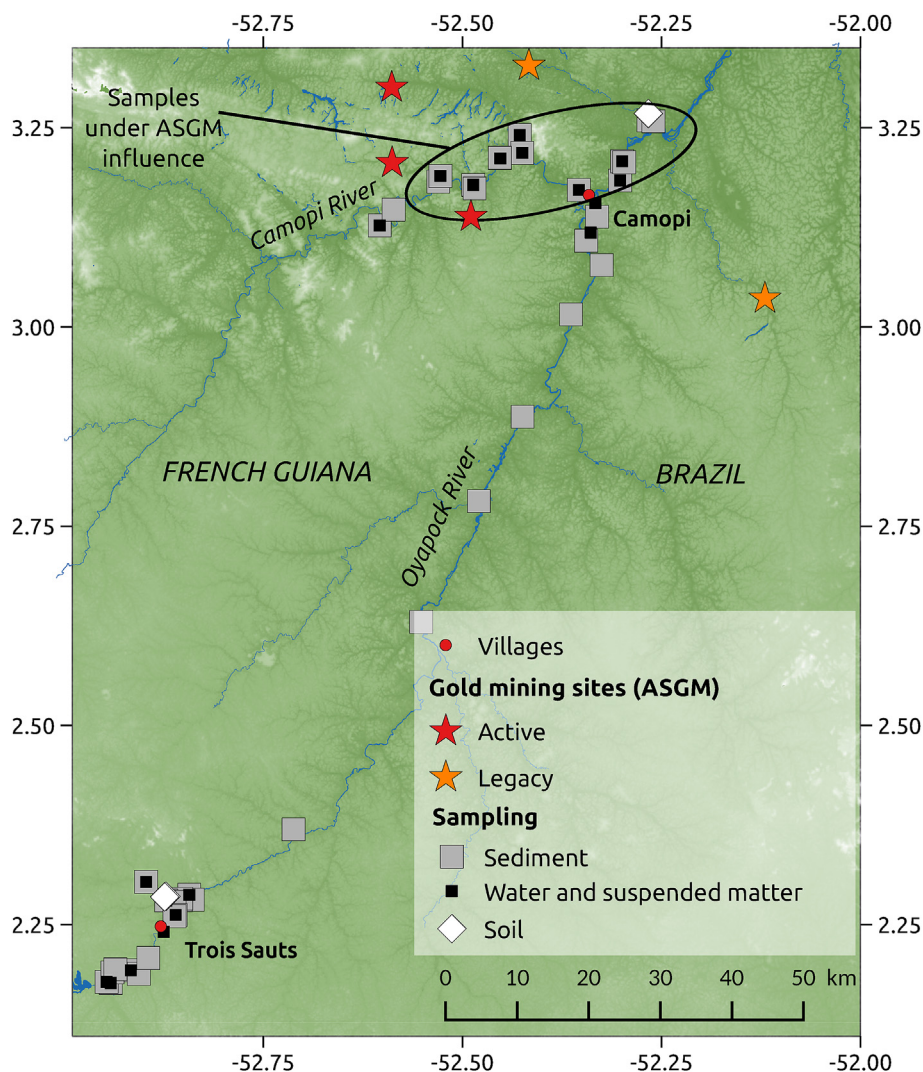 -52.75 -52.50 -52.25 -52.00
Samples
under ASGM
influence
3.25 3.25
Camopi River
Camopi
3.00 3.00
FRENCH GUIANA
BRAZIL
Oyapock River
2.75 2.75
Villages
Gold mining sites (ASGM)
Active
2.50 2.50
Legacy
Sampling
Sediment
Water and suspended matter
2.25 2.25
Soil
Trois Sauts
0 10 20 30 40 50 km
-52.75 -52.50 -52.25 -52.00